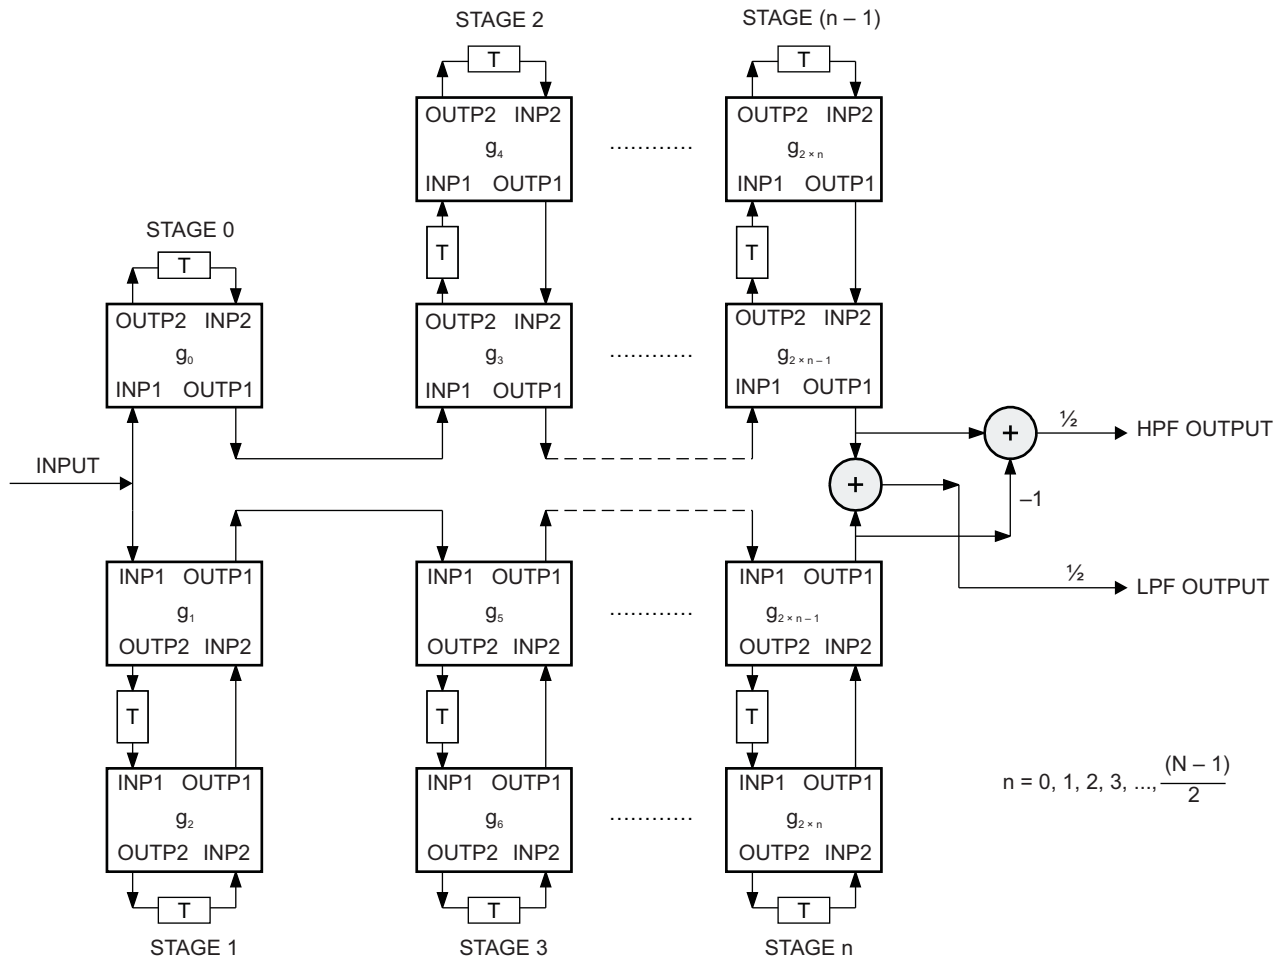 STAGE 2
STAGE (n – 1)
T
T
OUTP2 INP2
OUTP2 INP2
g4
............
g2 × n
INP1 OUTP1
INP1 OUTP1
STAGE 0
T
T
T
OUTP2 INP2
OUTP2 INP2
OUTP2 INP2
g0
g3
............
g2 × n – 1
INP1 OUTP1
INP1 OUTP1
INP1 OUTP1
+
½
HPF OUTPUT
INPUT
+
–1
INP1 OUTP1
INP1 OUTP1
INP1 OUTP1
½
LPF OUTPUT
g1
g5
............
g2 × n – 1
OUTP2 INP2
OUTP2 INP2
OUTP2 INP2
T
T
T
INP1 OUTP1
INP1 OUTP1
INP1 OUTP1
n = 0, 1, 2, 3, ..., (N – 1)
2
g2
g6
............
g2 × n
OUTP2 INP2
OUTP2 INP2
OUTP2 INP2
T
T
T
STAGE 1
STAGE 3
STAGE n